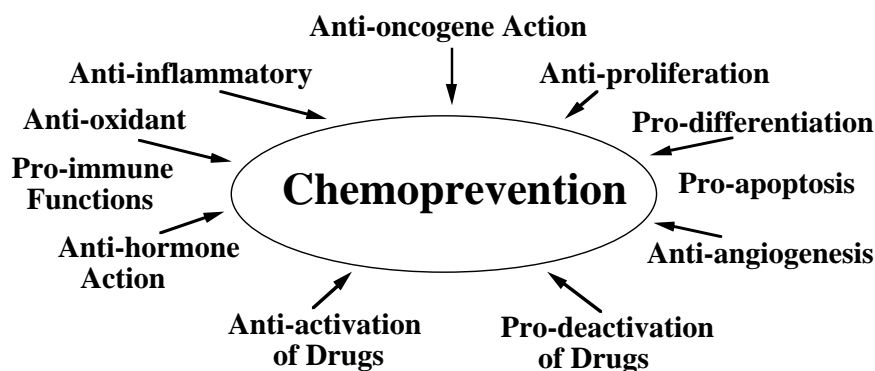 Anti-oncogene Action
Anti-inflammatory
Anti-proliferation
Anti-oxidant
Pro-differentiation
Pro-immune
Functions
Chemoprevention
Pro-apoptosis
Anti-hormone
Action
Anti-angiogenesis
Anti-activation
of Drugs
Pro-deactivation
of Drugs